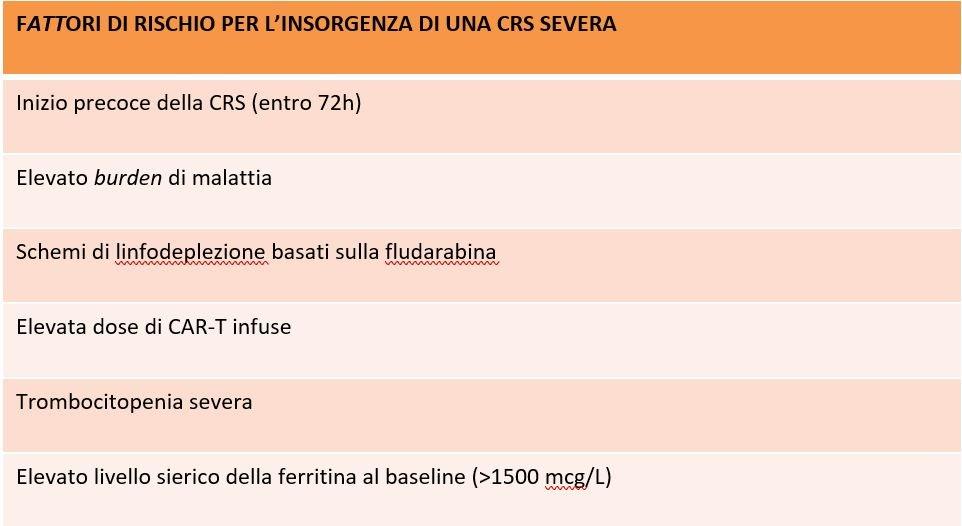 FATTORI DI RISCHIO PER L’INSORGENZA DI UNA CRS SEVERA
Inizio precoce della CRS (entro 72h)
Elevato burden di malattia
Schemi di linfodeplezione basati sulla fludarabina
Elevata dose di CAR-T infuse
Trombocitopenia severa
Elevato livello sierico della ferritina al baseline (>1500 mcg/L)